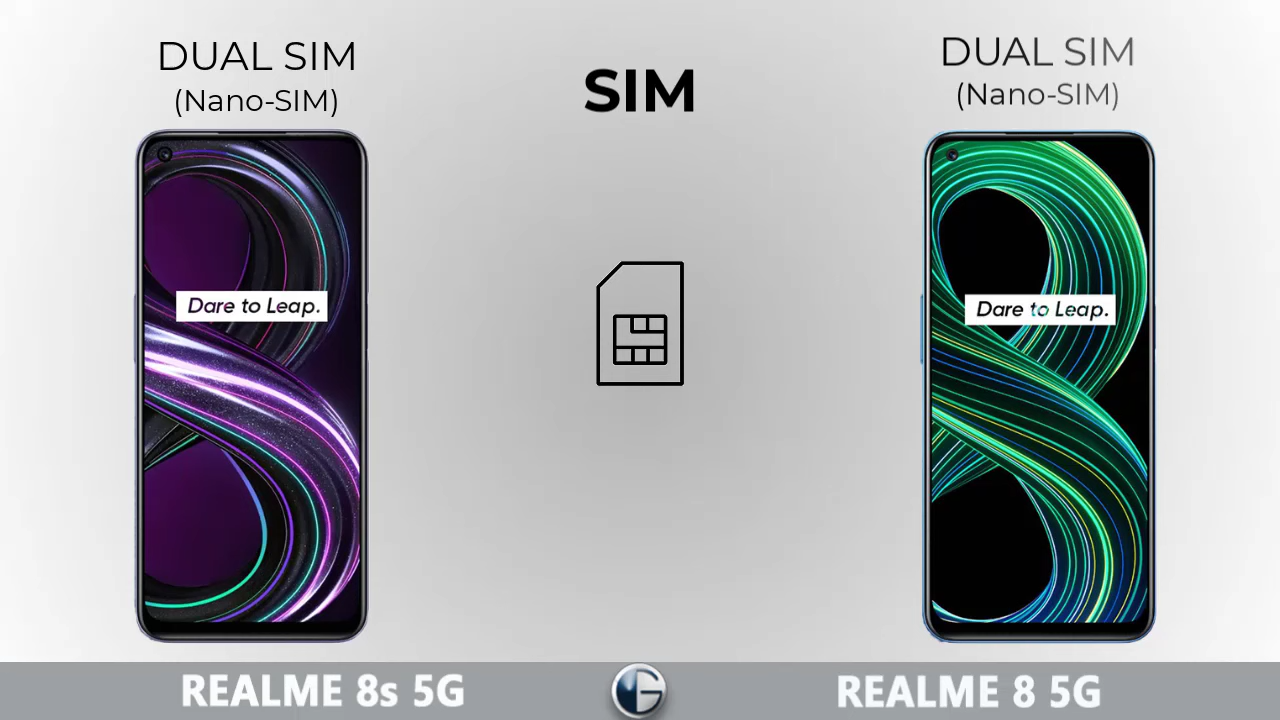 DUAL SIM
(Nano-SIM)
SIM
DUAL SIM
(Nano-SIM)
Dare to Leap.
Dare to Leap.
REALME 8s 5G
G
REALME 8 5G